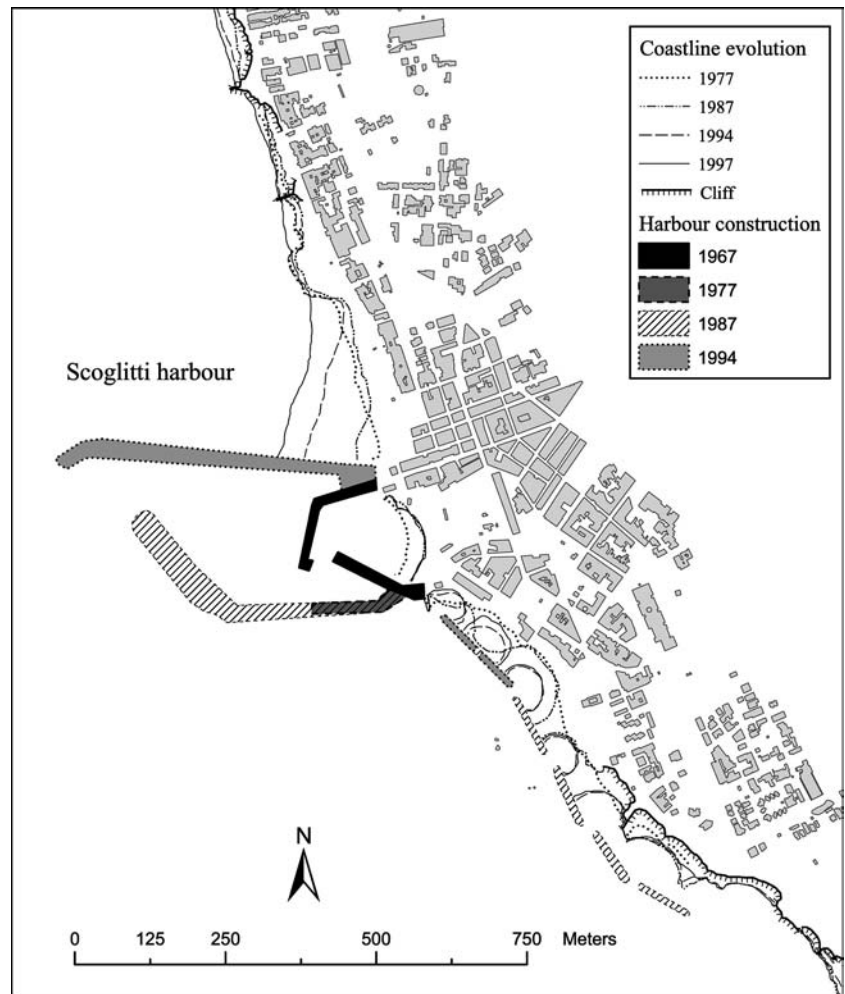 Coastline evolution
1977
1987
1994
1997
Cliff
Harbour construction
1967
1977
1987
1994
Scoglitti harbour
N
0 125 250 500 750 Meters